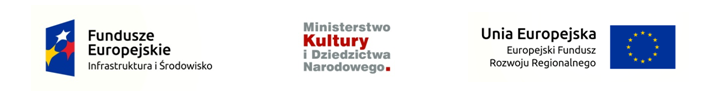 Fundusze
Europejskie
Infrastruktura i Środowisko
Ministerstwo
Kultury
i Dziedzictwa
Narodowego.
Unia Europejska
Europejski Fundusz
Rozwoju Regionalnego